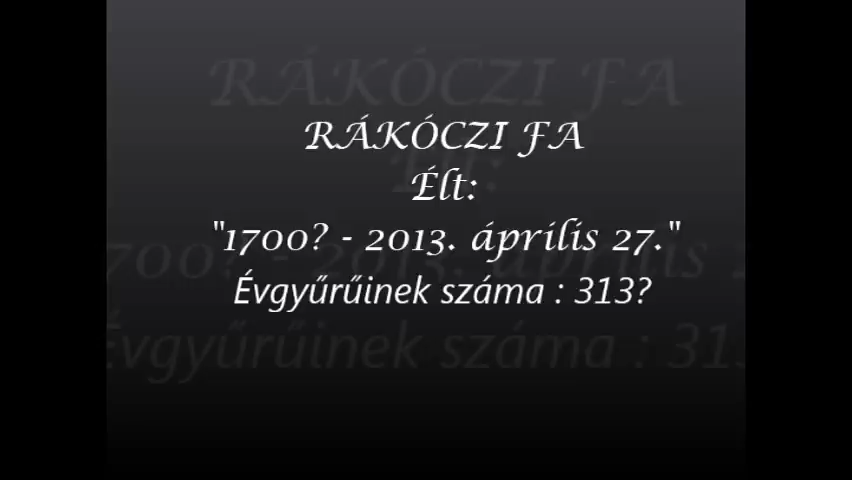 RÁKÓCZI FA
Élt:
"1700? - 2013. április 27."
Évgyűrűinek száma : 313?